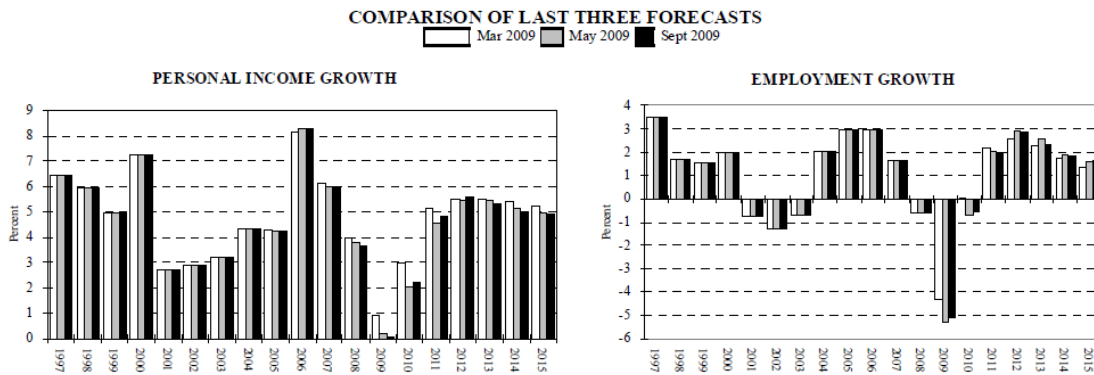 COMPARISON OF LAST THREE FORECASTS
Mar 2009 May 2009 Sept 2009
PERSONAL INCOME GROWTH
9
8
7
6
5
4
3
2
1
0
Percent
1997 1998 1999 2000 2001 2002 2003 2004 2005 2006 2007 2008 2009 2010 2011 2012 2013 2014 2015
EMPLOYMENT GROWTH
4
3
2
1
0
-1
-2
-3
-4
-5
-6
Percent
1997 1998 1999 2000 2001 2002 2003 2004 2005 2006 2007 2008 2009 2010 2011 2012 2013 2014 2015